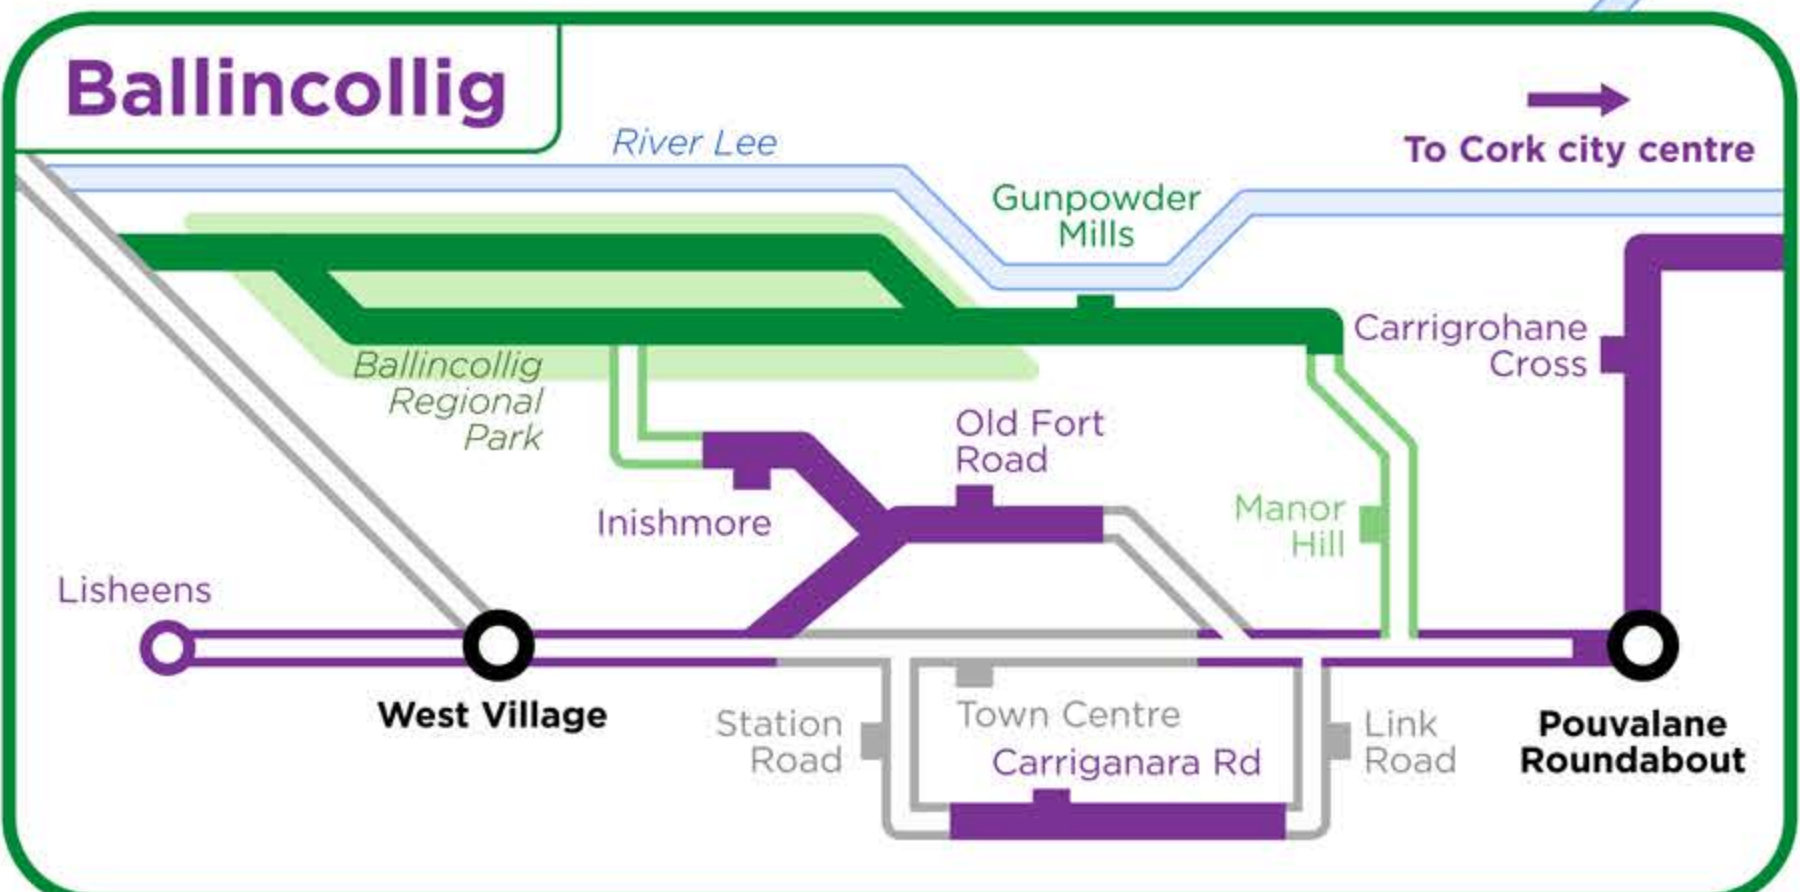 Ballincollig
River Lee
To Cork city centre
Gunpowder
Mills
Carrigrohane
Cross
Ballincollig
Regional
Park
Old Fort
Road
Inishmore
Manor
Hill
Lisheens
West Village
Station
Road
Town Centre
Carriganara Rd
Link
Road
Pouvalane
Roundabout